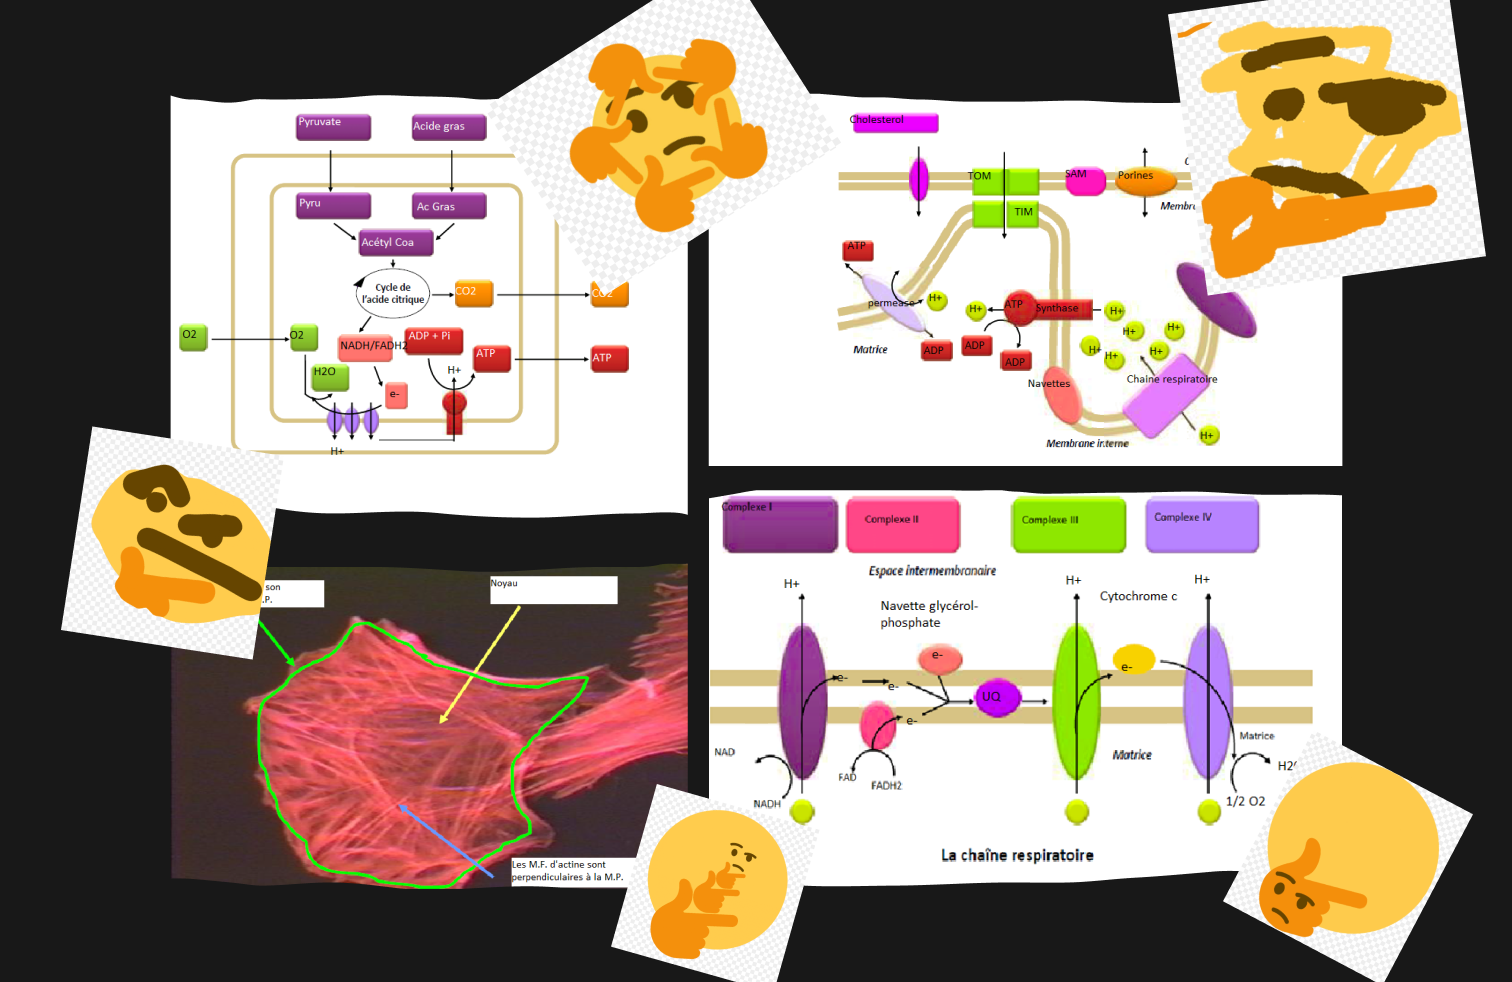 Pyruvate
Acide gras
Pyru
Ac Gras
Acétyl Coa
Cycle de
l'acide citrique
CO2
CO2
O2
O2
NADH/FADH2
ADP + Pi
ATP
ATP
H2O
H+
e-
H+
Cholesterol
TOM
SAM
Porines
TIM
ATP
permease
H+
H+
ATP
Synthase
H+
H+
H+
H+
H+
H+
Matrice
ADP
ADP
ADP
Navettes
Chaine respiratoire
Membrane interne
H+
son
.P.
Noyau
Les M.F. d'actine sont
perpendiculaires à la M.P.
Complexe I
Complexe II
Complexe III
Complexe IV
Espace intermembranaire
H+
H+
H+
Navette glycérol-
phosphate
Cytochrome c
e-
e-
e-
e-
e-
UQ
NAD
NADH
FAD
FADH2
Matrice
Matrice
1/2 O2
La chaîne respiratoire